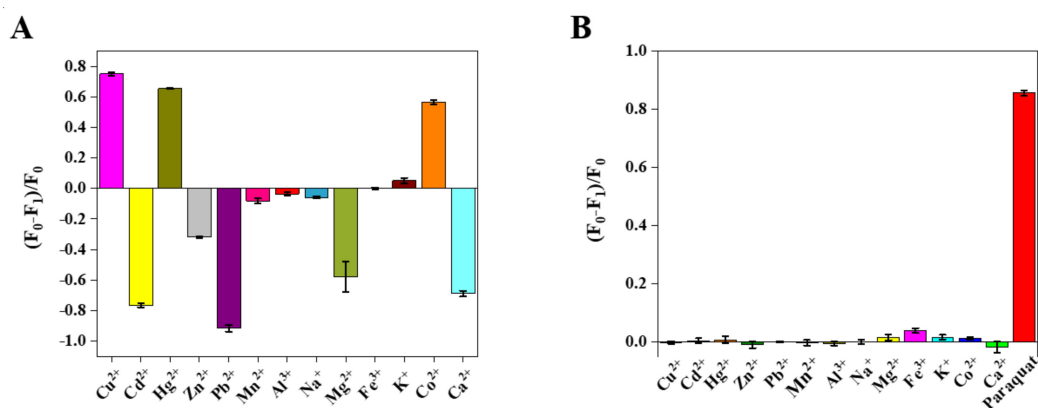 A
B
(F₀-F₁)/F₀
0.8
0.6
0.4
0.2
0.0
-0.2
-0.4
-0.6
-0.8
-1.0
Cu²⁺ Cd²⁺ Hg²⁺ Zn²⁺ Pb²⁺ Mn²⁺ Al³⁺ Na⁺ Mg²⁺ Fe³⁺ K⁺ Co²⁺ Ca²⁺
(F₀-F₁)/F₀
1.0
0.8
0.6
0.4
0.2
0.0
Cu²⁺ Cd²⁺ Hg²⁺ Zn²⁺ Pb²⁺ Mn²⁺ Al³⁺ Na⁺ Mg²⁺ Fe³⁺ K⁺ Co²⁺ Ca²⁺ Paraquat